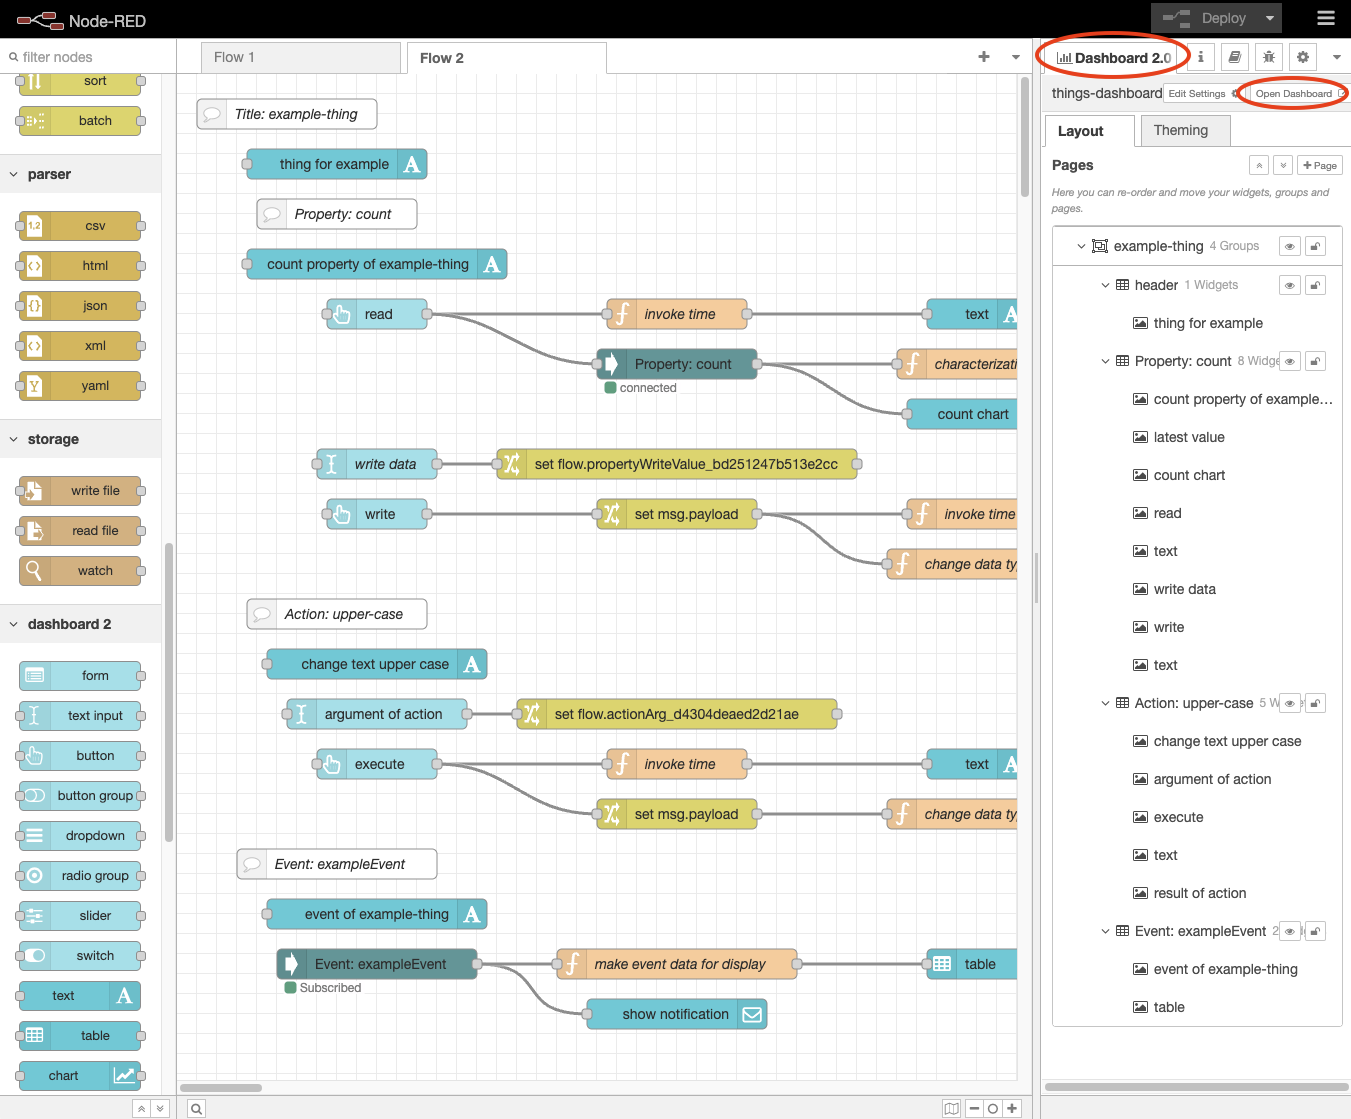 Node-RED
Deploy
filter nodes
sort
batch
parser
csv
html
json
xml
yaml
storage
write file
read file
watch
dashboard 2
form
text input
button
button group
dropdown
radio group
slider
switch
text
table
chart
Flow 1
Flow 2
Title: example-thing
thing for example
Property: count
count property of example-thing
read
invoke time
text
Property: count
connected
characterizati
count chart
write data
set flow.propertyWriteValue_bd251247b513e2cc
write
set msg.payload
invoke time
change data ty
Action: upper-case
change text upper case
argument of action
set flow.actionArg_d4304deaed2d21ae
execute
invoke time
text
set msg.payload
change data ty
Event: exampleEvent
event of example-thing
Event: exampleEvent
Subscribed
make event data for display
table
show notification
Dashboard 2.0
things-dashboard
Edit Settings
Open Dashboard
Layout
Theming
Pages
+ Page
Here you can re-order and move your widgets, groups and
pages.
example-thing 4 Groups
header 1 Widgets
thing for example
Property: count 8 Widge
count property of example...
latest value
count chart
read
text
write data
write
text
Action: upper-case 5 W
change text upper case
argument of action
execute
text
result of action
Event: exampleEvent 2
event of example-thing
table